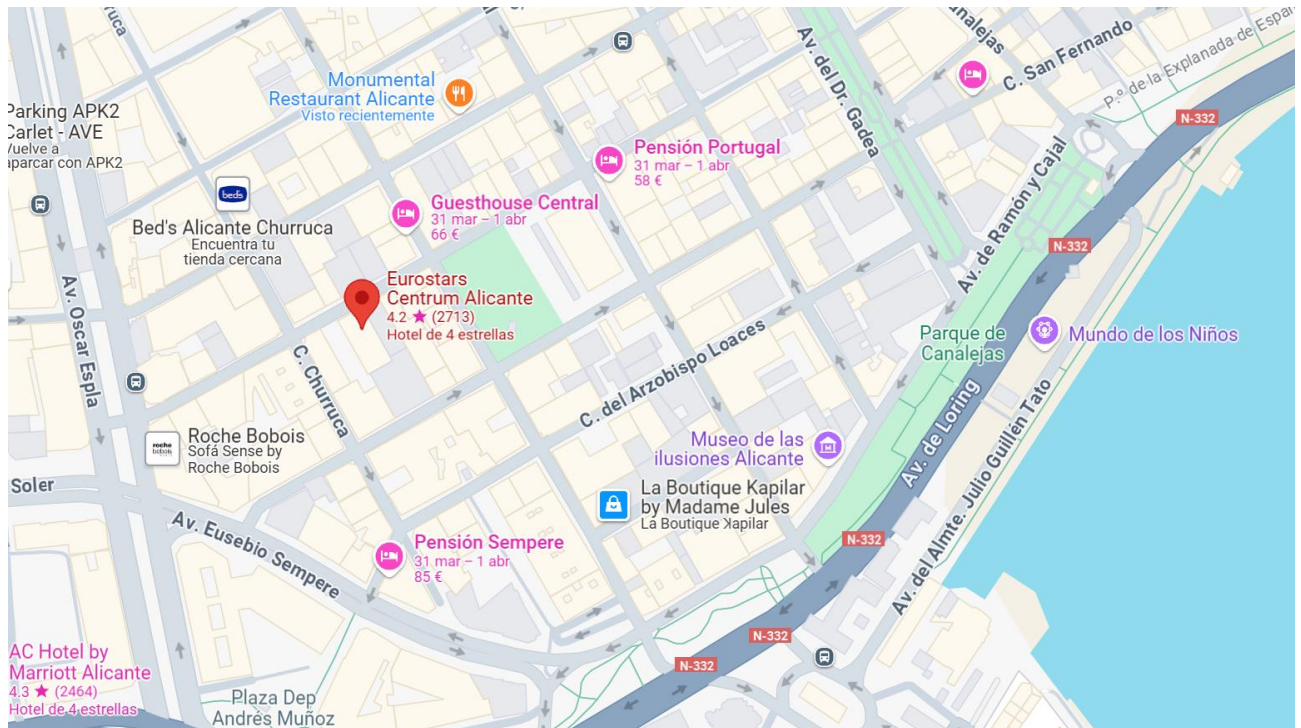 Churruca
Av. del Dr. Gadea
Canalejas
C. San Fernando
P.º de la Explanada de España
N-332
Monumental
Restaurant Alicante
Visto recientemente
Parking APK2
Carlet - AVE
Vuelve a
aparcar con APK2
Pensión Portugal
31 mar – 1 abr
58 €
Av. de Ramón y Cajal
beds
Bed's Alicante Churruca
Encuentra tu
tienda cercana
Guesthouse Central
31 mar – 1 abr
66 €
N-332
Eurostars
Centrum Alicante
4.2 ★ (2713)
Hotel de 4 estrellas
Av. Oscar Espla
C. Churruca
C. del Arzobispo Loaces
Parque de
Canalejas
Mundo de los Niños
Av. de Loring
Av. del Almte. Julio Guillén Tato
roche
bobois
Roche Bobois
Sofá Sense by
Roche Bobois
Museo de las
ilusiones Alicante
Soler
La Boutique Kapilar
by Madame Jules
La Boutique Kapilar
Av. Eusebio Sempere
Pensión Sempere
31 mar – 1 abr
85 €
N-332
N-332
N-332
AC Hotel by
Marriott Alicante
4.3 ★ (2464)
Hotel de 4 estrellas
Plaza Dep
Andrés Muñoz